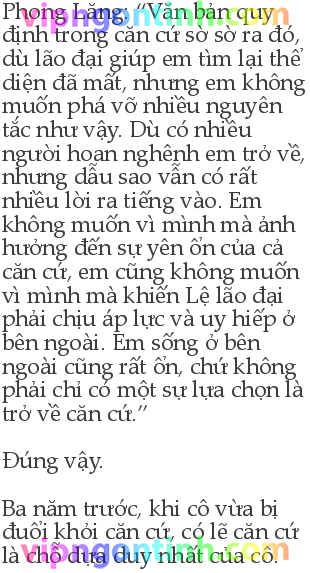 Phong Lăng: “Văn bản quy
định trong căn cứ sờ sờ ra đó,
dù lão đại giúp em tìm lại thể
diện đã mất, nhưng em không
muốn phá vỡ nhiều nguyên
tắc như vậy. Dù có nhiều
người hoan nghênh em trở về,
nhưng dẫu sao vẫn có rất
nhiều lời ra tiếng vào. Em
không muốn vì mình mà ảnh
hưởng đến sự yên ổn của cả
căn cứ, em cũng không muốn
vì mình mà khiến Lệ lão đại
phải chịu áp lực và uy hiếp ở
bên ngoài. Em sống ở bên
ngoài cũng rất ổn, chứ không
phải chỉ có một sự lựa chọn là
trở về căn cứ.”
Đúng vậy.
Ba năm trước, khi cô vừa bị
đuổi khỏi căn cứ, có lẽ căn cứ
là chỗ dựa duy nhất của cô.
vipngontinh.com
vipngontinh.com